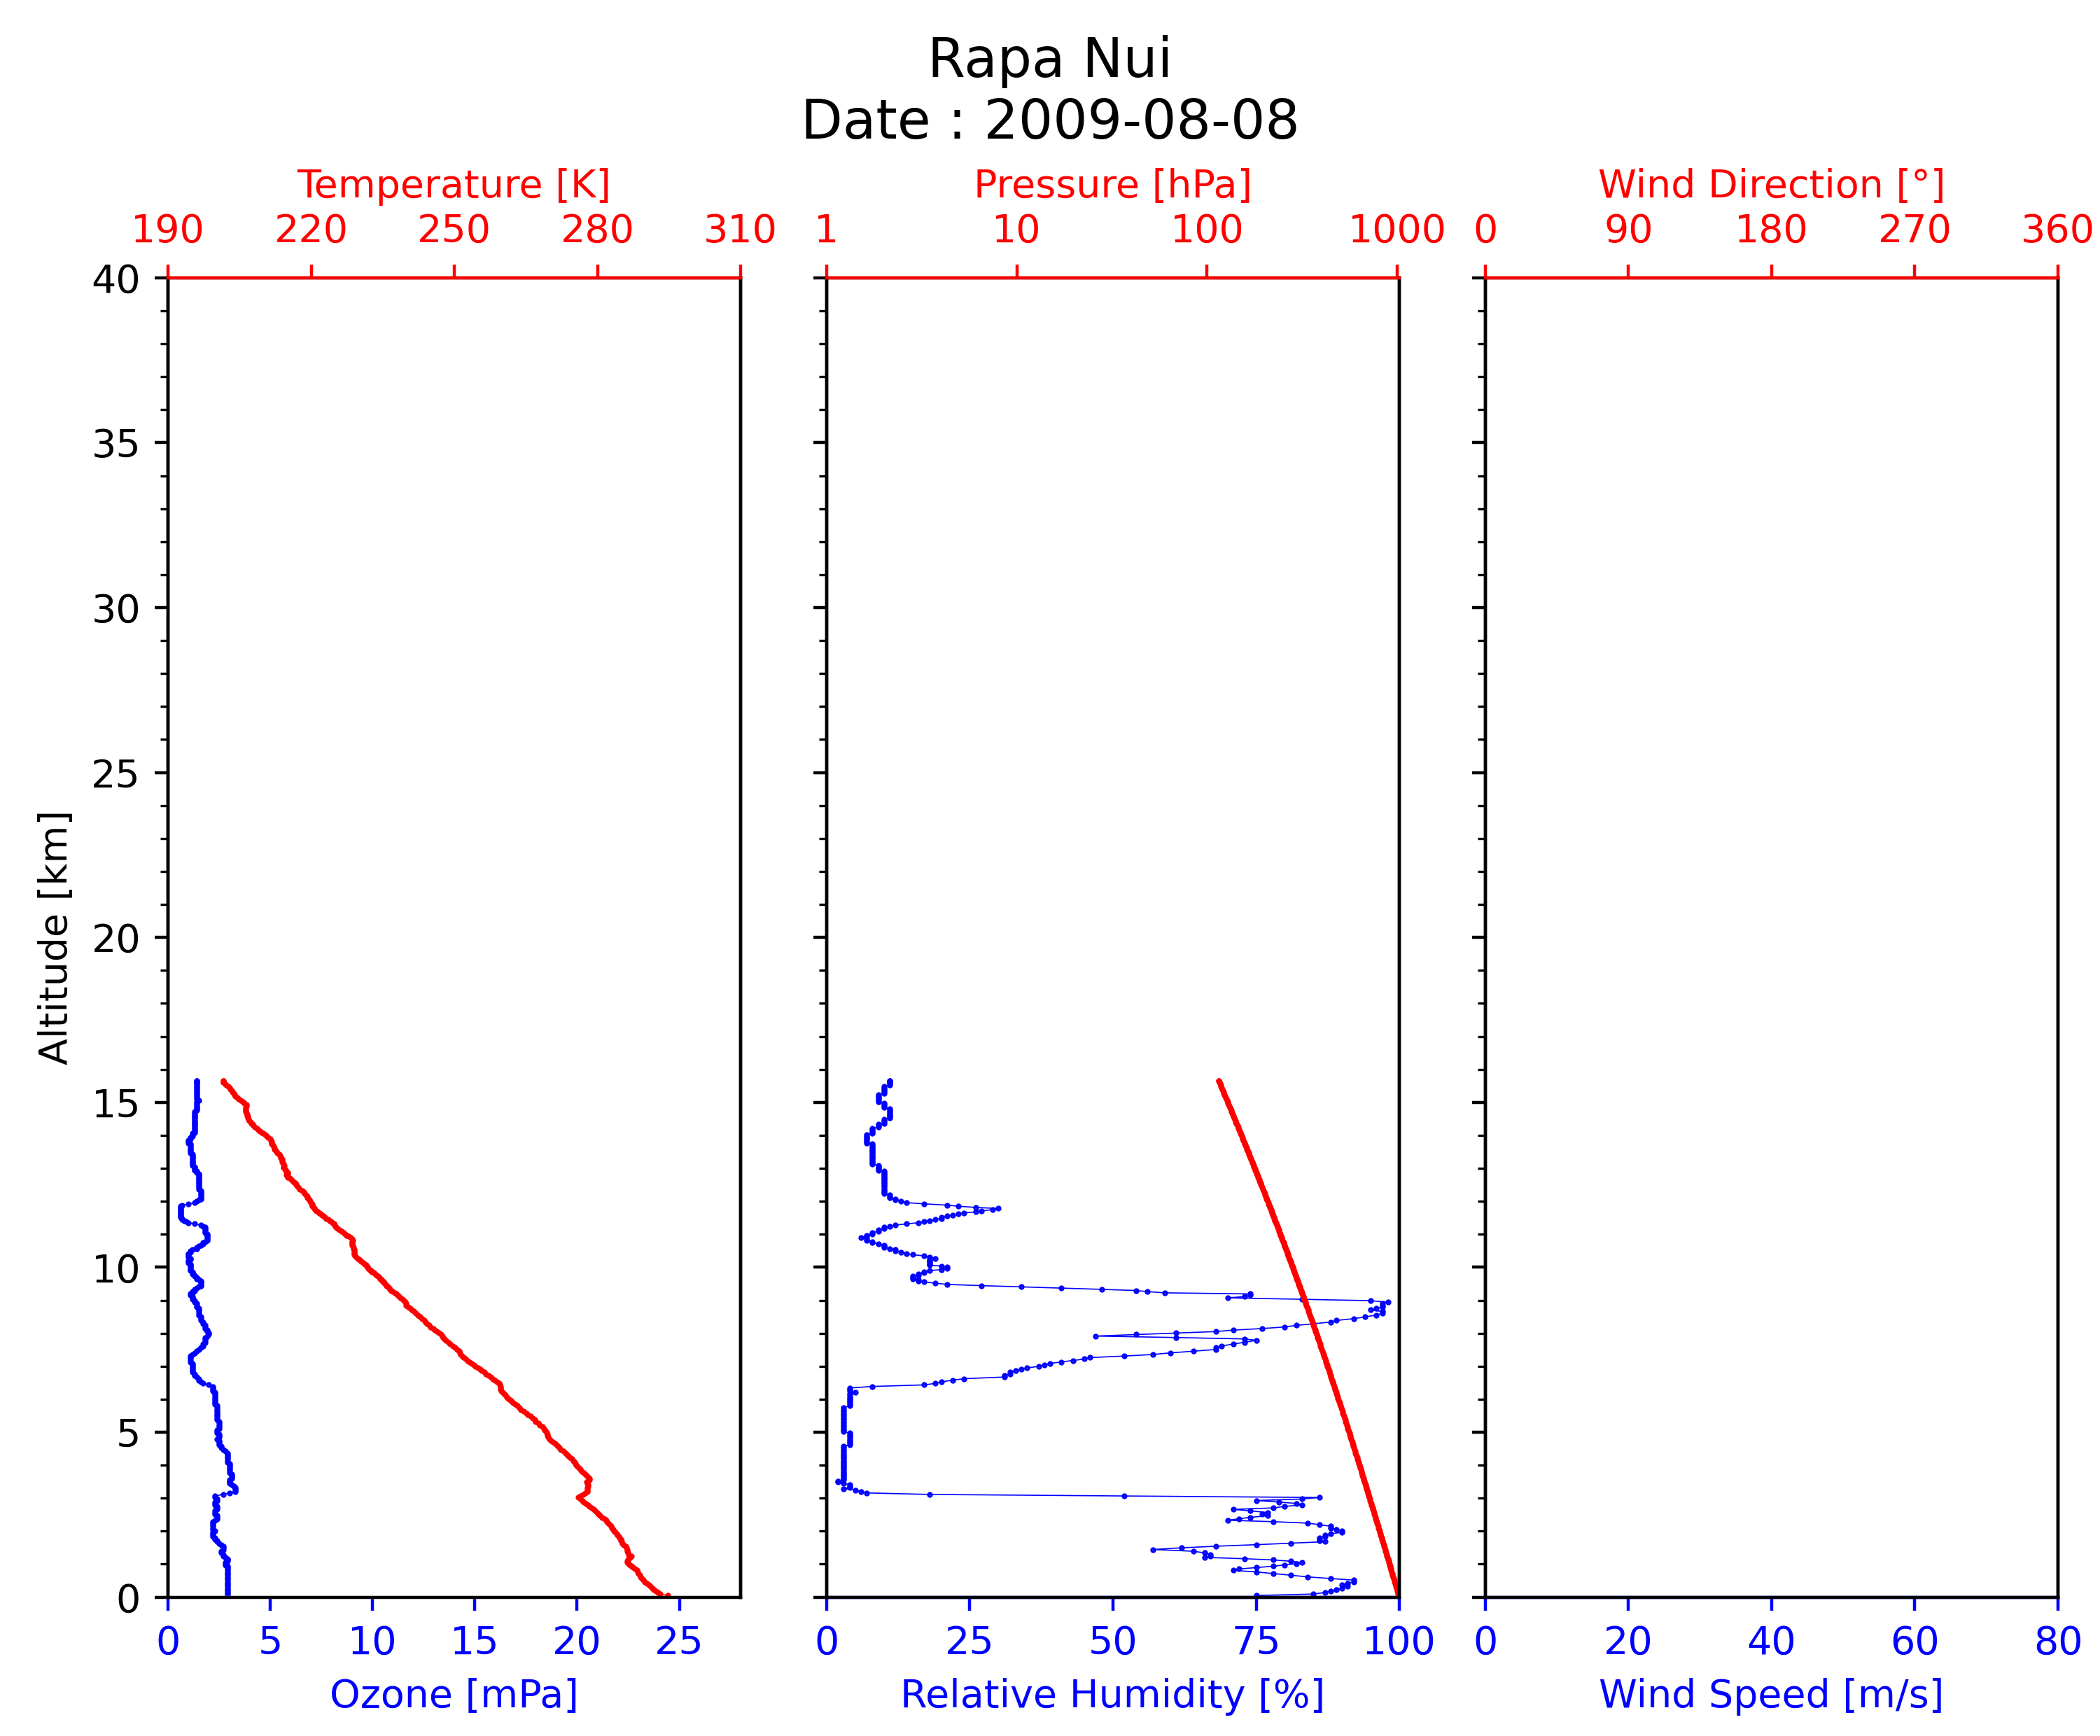 Rapa Nui
Date : 2009-08-08
Temperature [K]
190 220 250 280 310
Pressure [hPa]
1 10 100 1000
Wind Direction [°]
0 90 180 270 360
Altitude [km]
40
35
30
25
20
15
10
5
0
0 5 10 15 20 25
Ozone [mPa]
0 25 50 75 100
Relative Humidity [%]
0 20 40 60 80
Wind Speed [m/s]